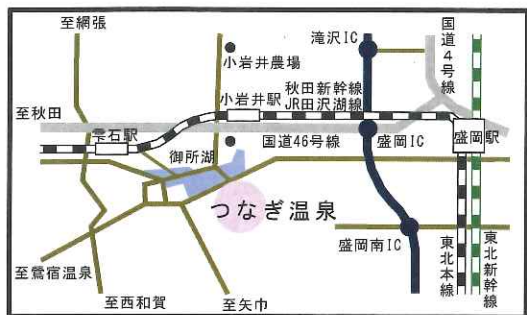 至網張
小岩井農場
滝沢IC
国道4号線
小岩井駅
秋田新幹線
JR田沢湖線
至秋田
雫石駅
御所湖
国道46号線
盛岡IC
盛岡駅
つなぎ温泉
盛岡南IC
東北本線
東北新幹線
至鶯宿温泉
至西和賀
至矢巾